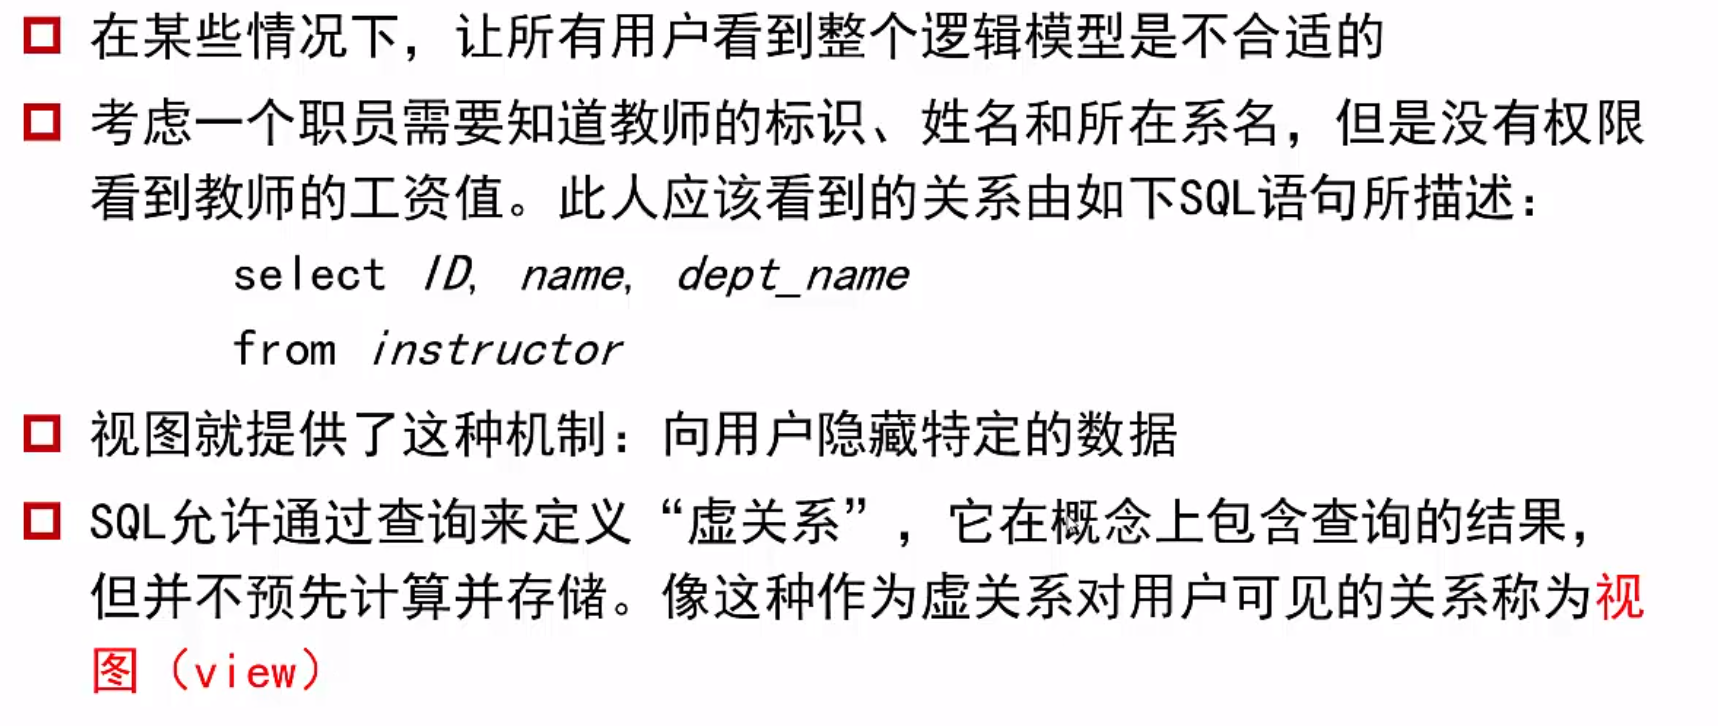 在某些情况下，让所有用户看到整个逻辑模型是不合适的
考虑一个职员需要知道教师的标识、姓名和所在系名，但是没有权限
看到教师的工资值。此人应该看到的关系由如下SQL语句所描述：
select ID, name, dept_name
from instructor
视图就提供了这种机制：向用户隐藏特定的数据
SQL允许通过查询来定义“虚关系”，它在概念上包含查询的结果，
但并不预先计算并存储。像这种作为虚关系对用户可见的关系称为视
图（view）